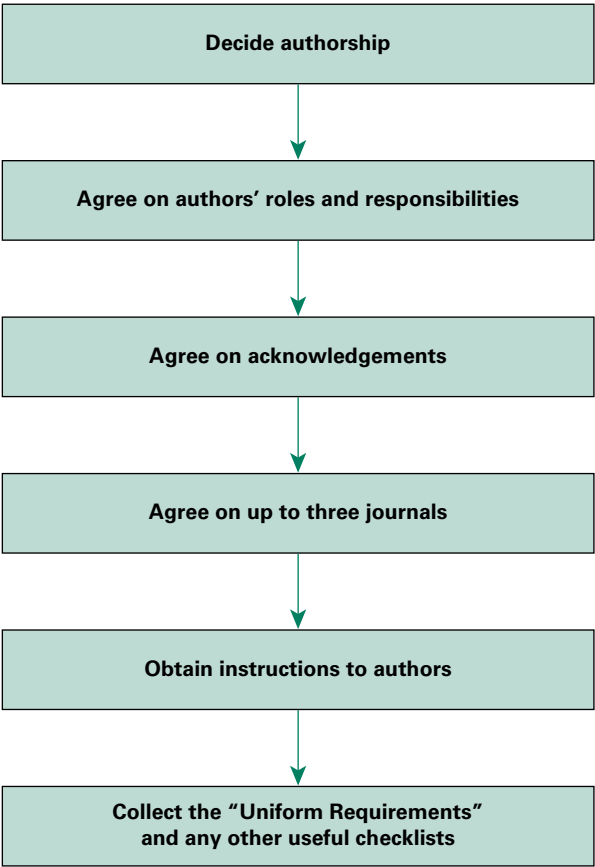 Decide authorship
Agree on authors’ roles and responsibilities
Agree on acknowledgements
Agree on up to three journals
Obtain instructions to authors
Collect the “Uniform Requirements”
and any other useful checklists